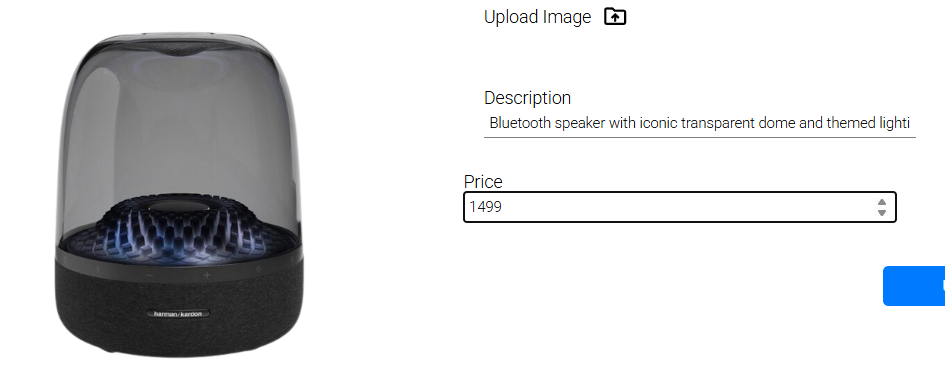 Upload Image
Description
Bluetooth speaker with iconic transparent dome and themed lighti
Price
1499
harman/kardon